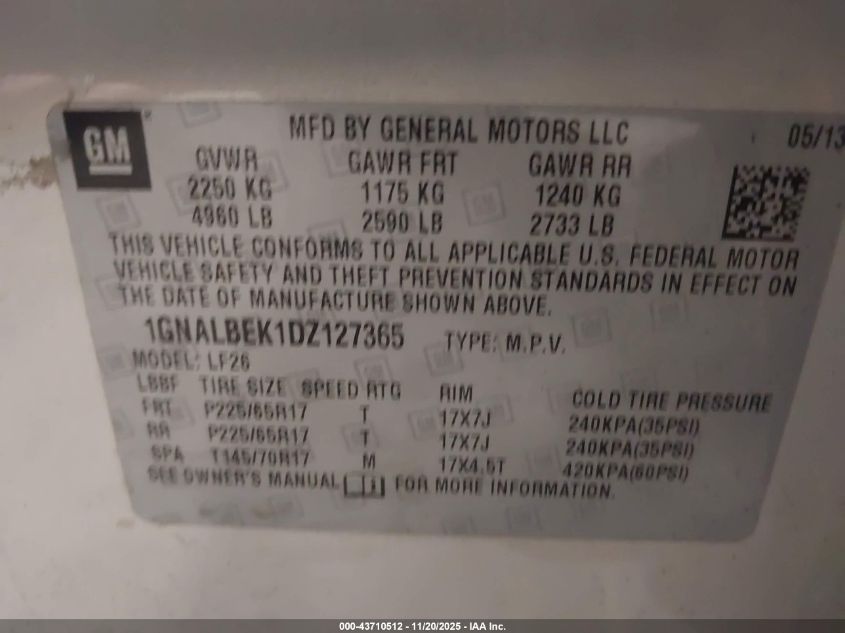 GM
MFD BY GENERAL MOTORS LLC 05/13
GVWR GAWR FRT GAWR RR
2250 KG 1175 KG 1240 KG
4960 LB 2590 LB 2733 LB
THIS VEHICLE CONFORMS TO ALL APPLICABLE U.S. FEDERAL MOTOR
VEHICLE SAFETY AND THEFT PREVENTION STANDARDS IN EFFECT ON
THE DATE OF MANUFACTURE SHOWN ABOVE.
1GNALBEK1DZ127365 TYPE: M.P.V.
MODEL: LF26
LBBF TIRE SIZE SPEED RTG RIM COLD TIRE PRESSURE
FRT P225/65R17 T 17X7J 240KPA(35PSI)
RR P225/65R17 T 17X7J 240KPA(35PSI)
SPA T145/70R17 M 17X4.5T 420KPA(60PSI)
SEE OWNER'S MANUAL FOR MORE INFORMATION.
000-43710512 - 11/20/2025 - IAA Inc.